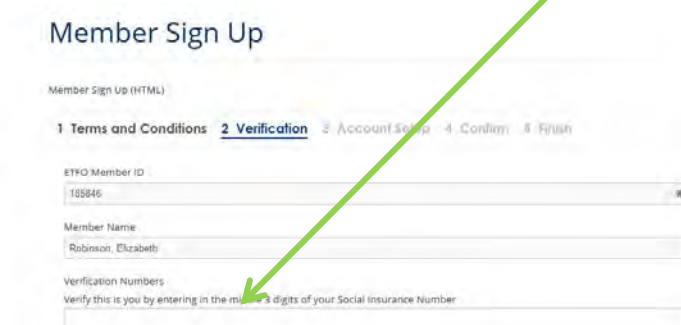 Member Sign Up
Member Sign Up (HTML)
1 Terms and Conditions 2 Verification 3 Account Setup 4 Confirm 5 Finish
ETFO Member ID
185846
Member Name
Robinson, Elizabeth
Verification Numbers
Verify this is you by entering in the middle 3 digits of your Social Insurance Number